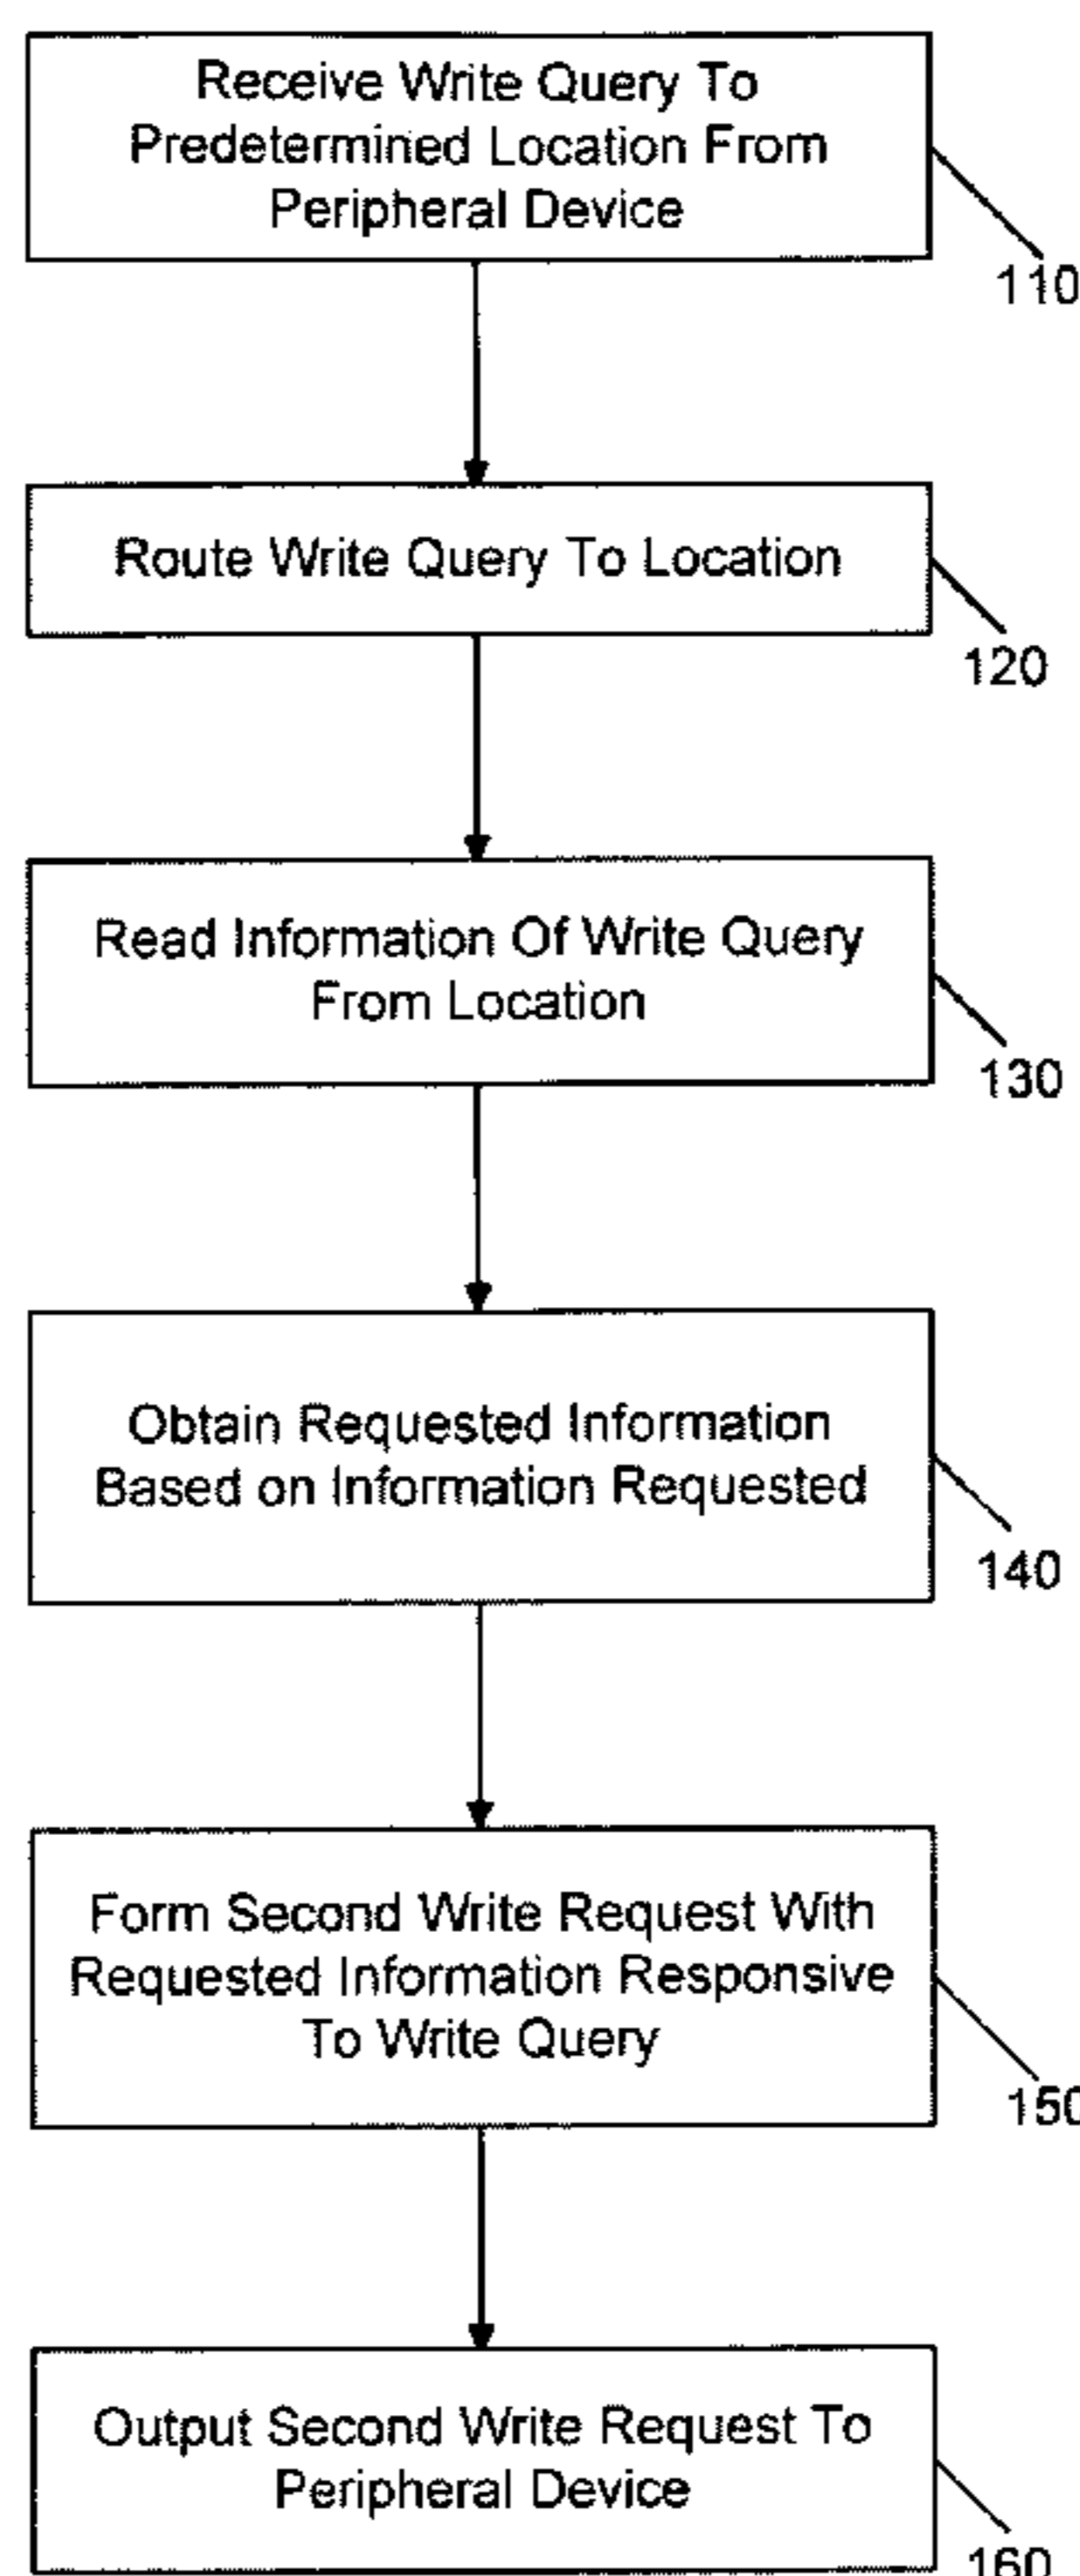 Receive Write Query To
Predetermined Location From
Peripheral Device
110
Route Write Query To Location
120
Read Information Of Write Query
From Location
130
Obtain Requested Information
Based on Information Requested
140
Form Second Write Request With
Requested Information Responsive
To Write Query
150
Output Second Write Request To
Peripheral Device
160